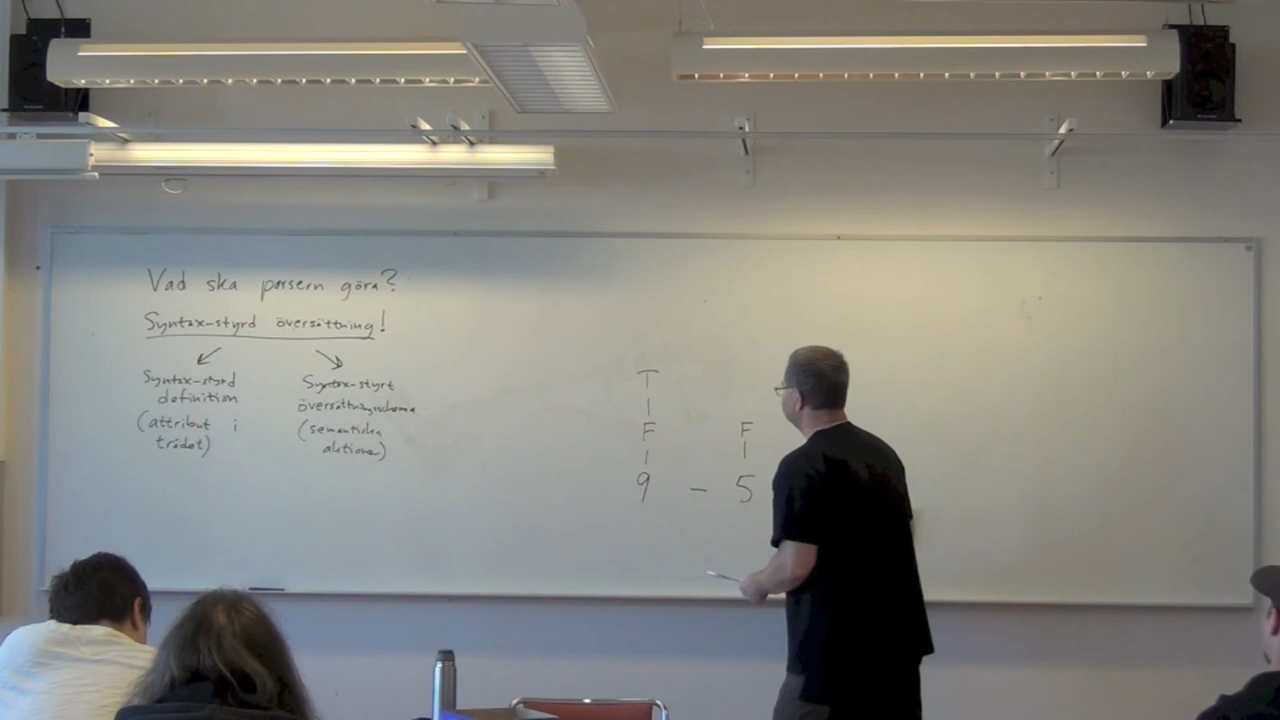 Vad ska parsern göra?
Syntax-styrd översättning!
Syntax-styrd
definition
(attribut i
trädet)
Syntax-styrt
översättningsschema
(semantiska
aktioner)
T
F F
9 - 5